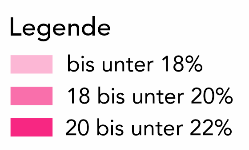 Legende
bis unter 18%
18 bis unter 20%
20 bis unter 22%